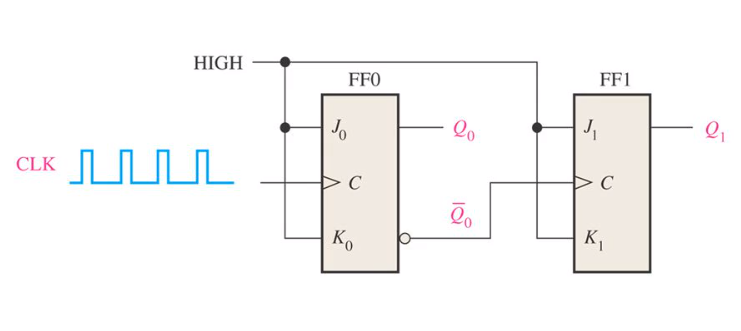 HIGH
FF0
FF1
J₀
Q₀
J₁
Q₁
CLK
C
C
Q̅₀
K₀
K₁